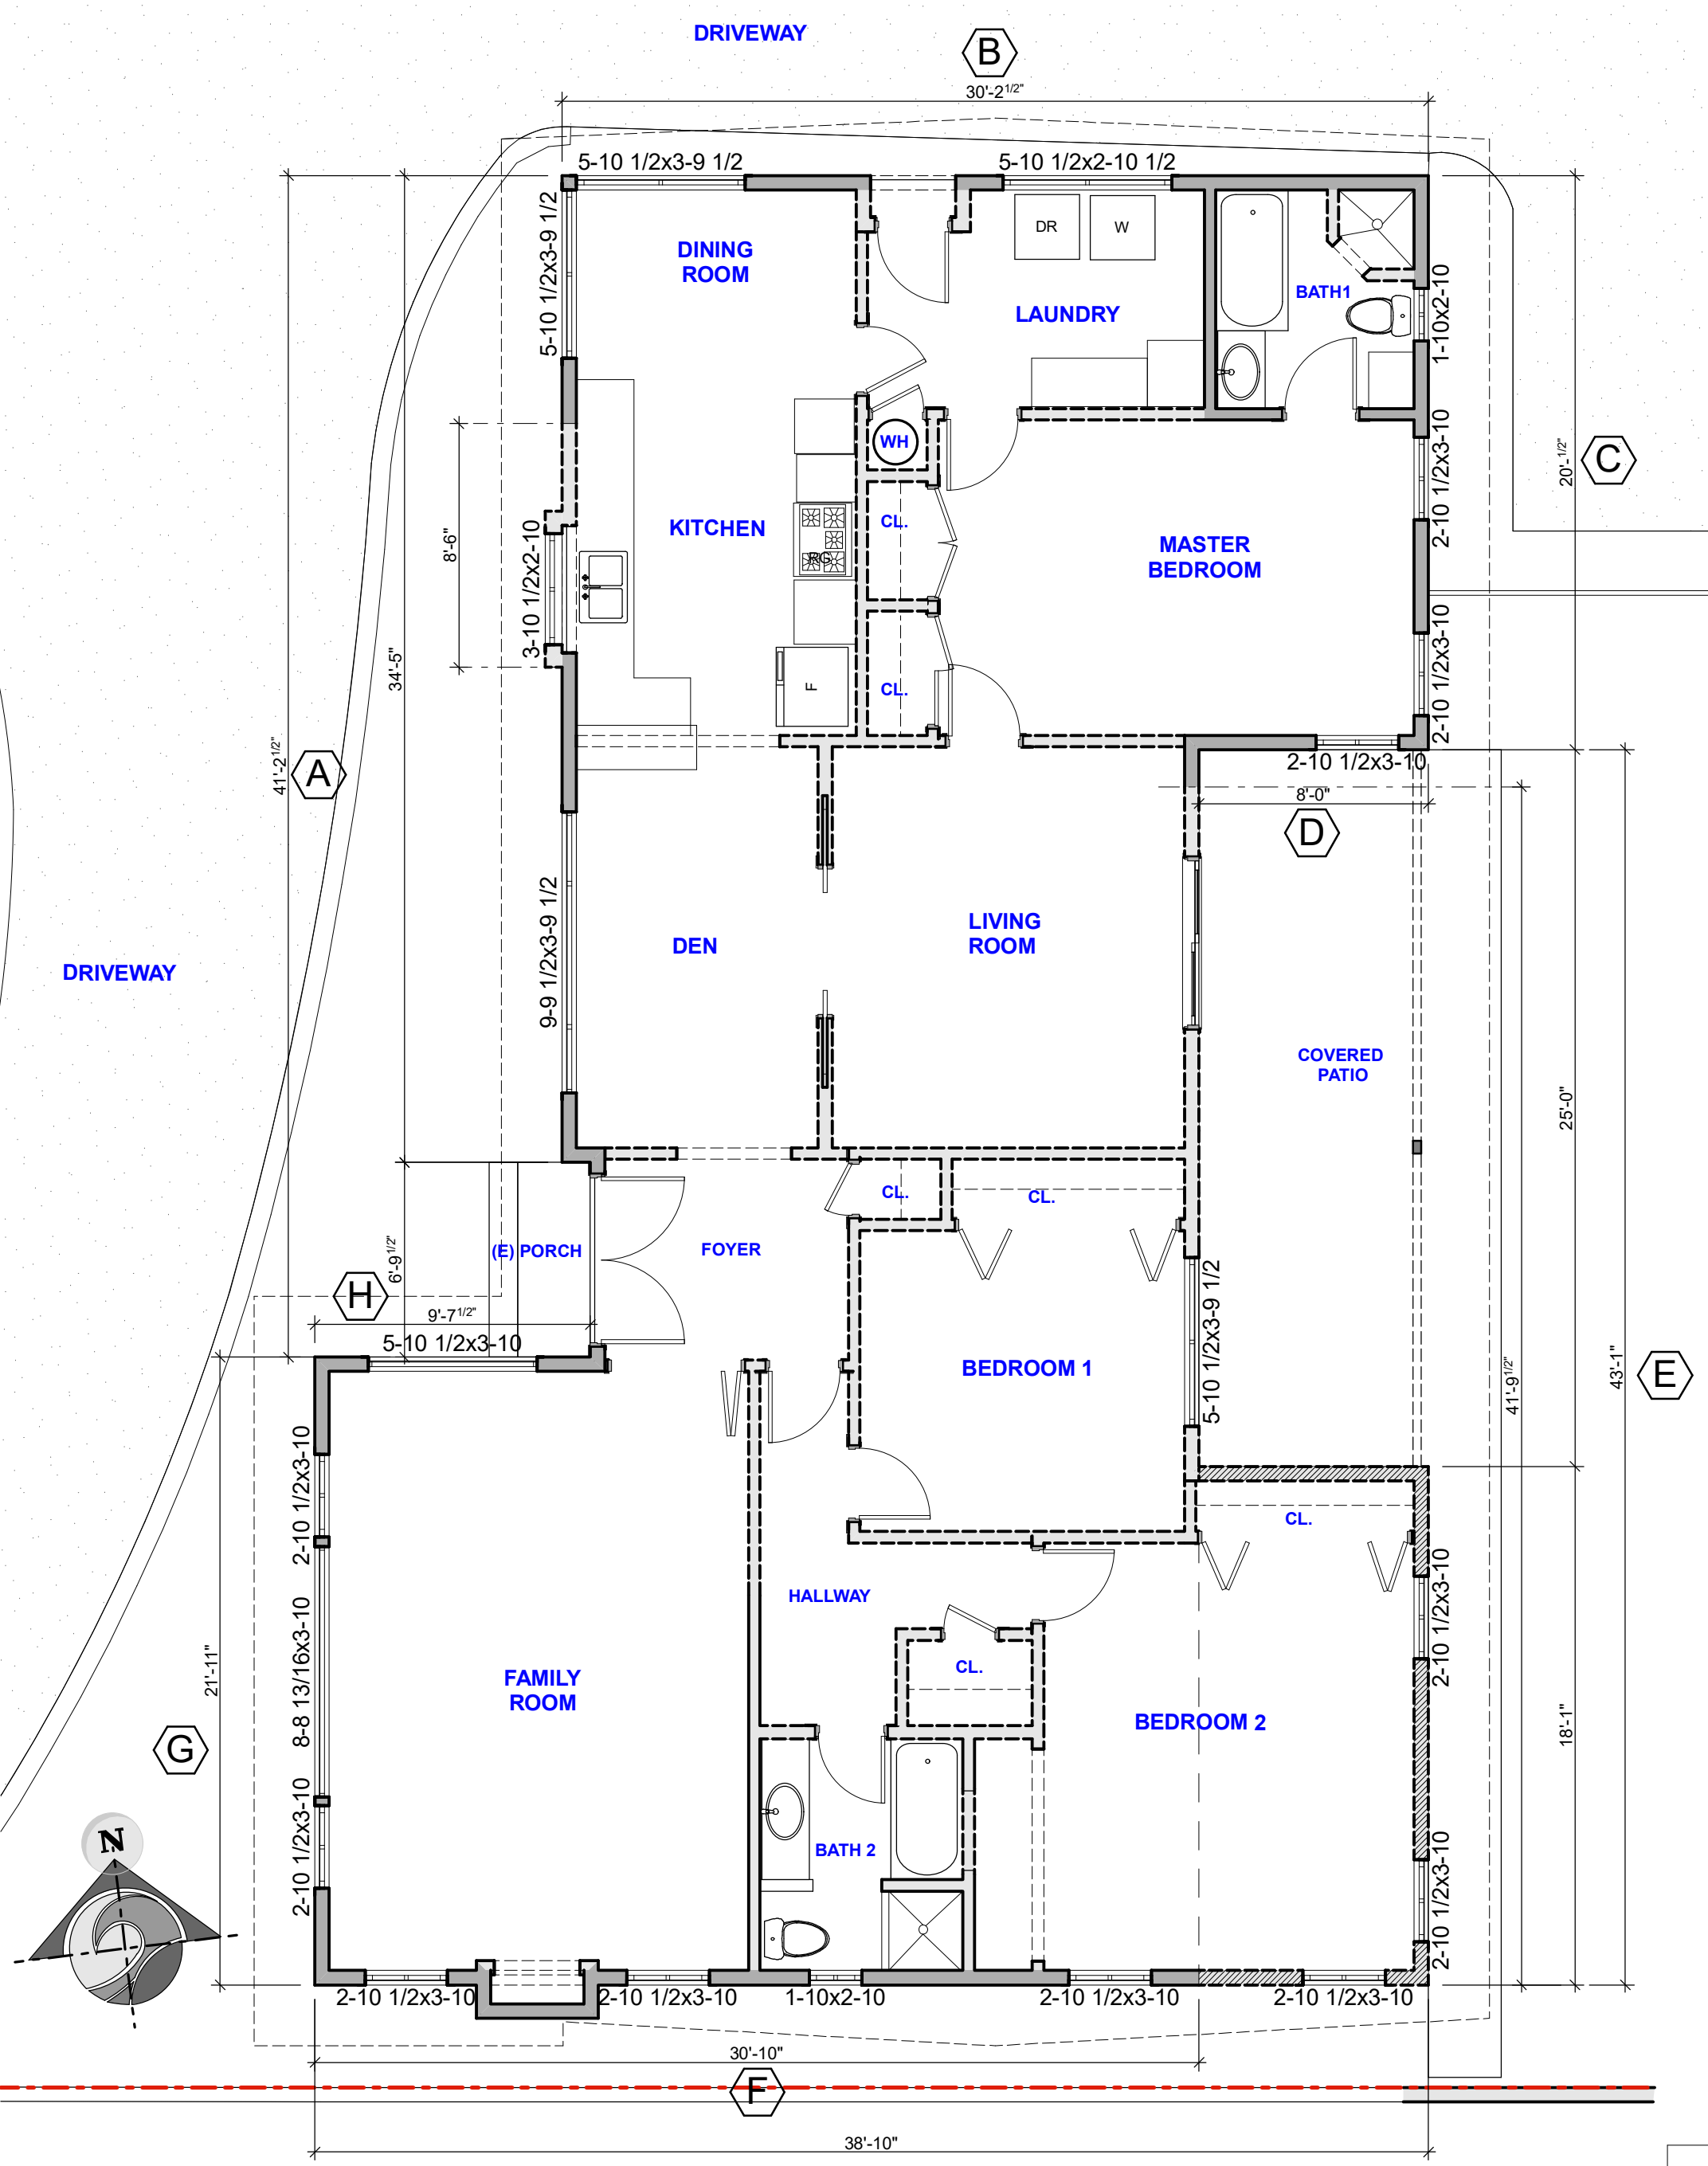 DRIVEWAY
B
30'-2 1/2"
5-10 1/2x3-9 1/2
5-10 1/2x2-10 1/2
5-10 1/2x3-9 1/2
DINING
ROOM
DR
W
LAUNDRY
BATH1
1-10x2-10
WH
2-10 1/2x3-10
20'- 1/2"
C
8'-6"
3-10 1/2x2-10
KITCHEN
RG
CL.
MASTER
BEDROOM
34'-5"
F
CL.
2-10 1/2x3-10
41'-2 1/2"
A
2-10 1/2x3-10
8'-0"
D
9-9 1/2x3-9 1/2
DEN
LIVING
ROOM
DRIVEWAY
COVERED
PATIO
25'-0"
CL.
CL.
(E) PORCH
FOYER
6'-9 1/2"
H
9'-7 1/2"
5-10 1/2x3-10
5-10 1/2x3-9 1/2
BEDROOM 1
41'-9 1/2"
43'-1"
E
2-10 1/2x3-10
CL.
HALLWAY
2-10 1/2x3-10
8-8 13/16x3-10
21'-11"
FAMILY
ROOM
CL.
BEDROOM 2
18'-1"
G
2-10 1/2x3-10
BATH 2
2-10 1/2x3-10
N
2-10 1/2x3-10
2-10 1/2x3-10
1-10x2-10
2-10 1/2x3-10
2-10 1/2x3-10
30'-10"
F
38'-10"